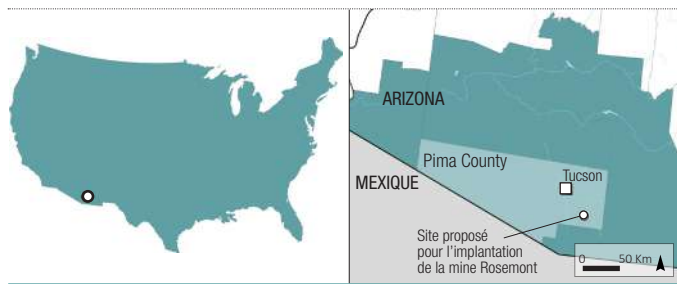 ARIZONA
Pima County
Tucson
MEXIQUE
Site proposé
pour l'implantation
de la mine Rosemont
0 50 Km